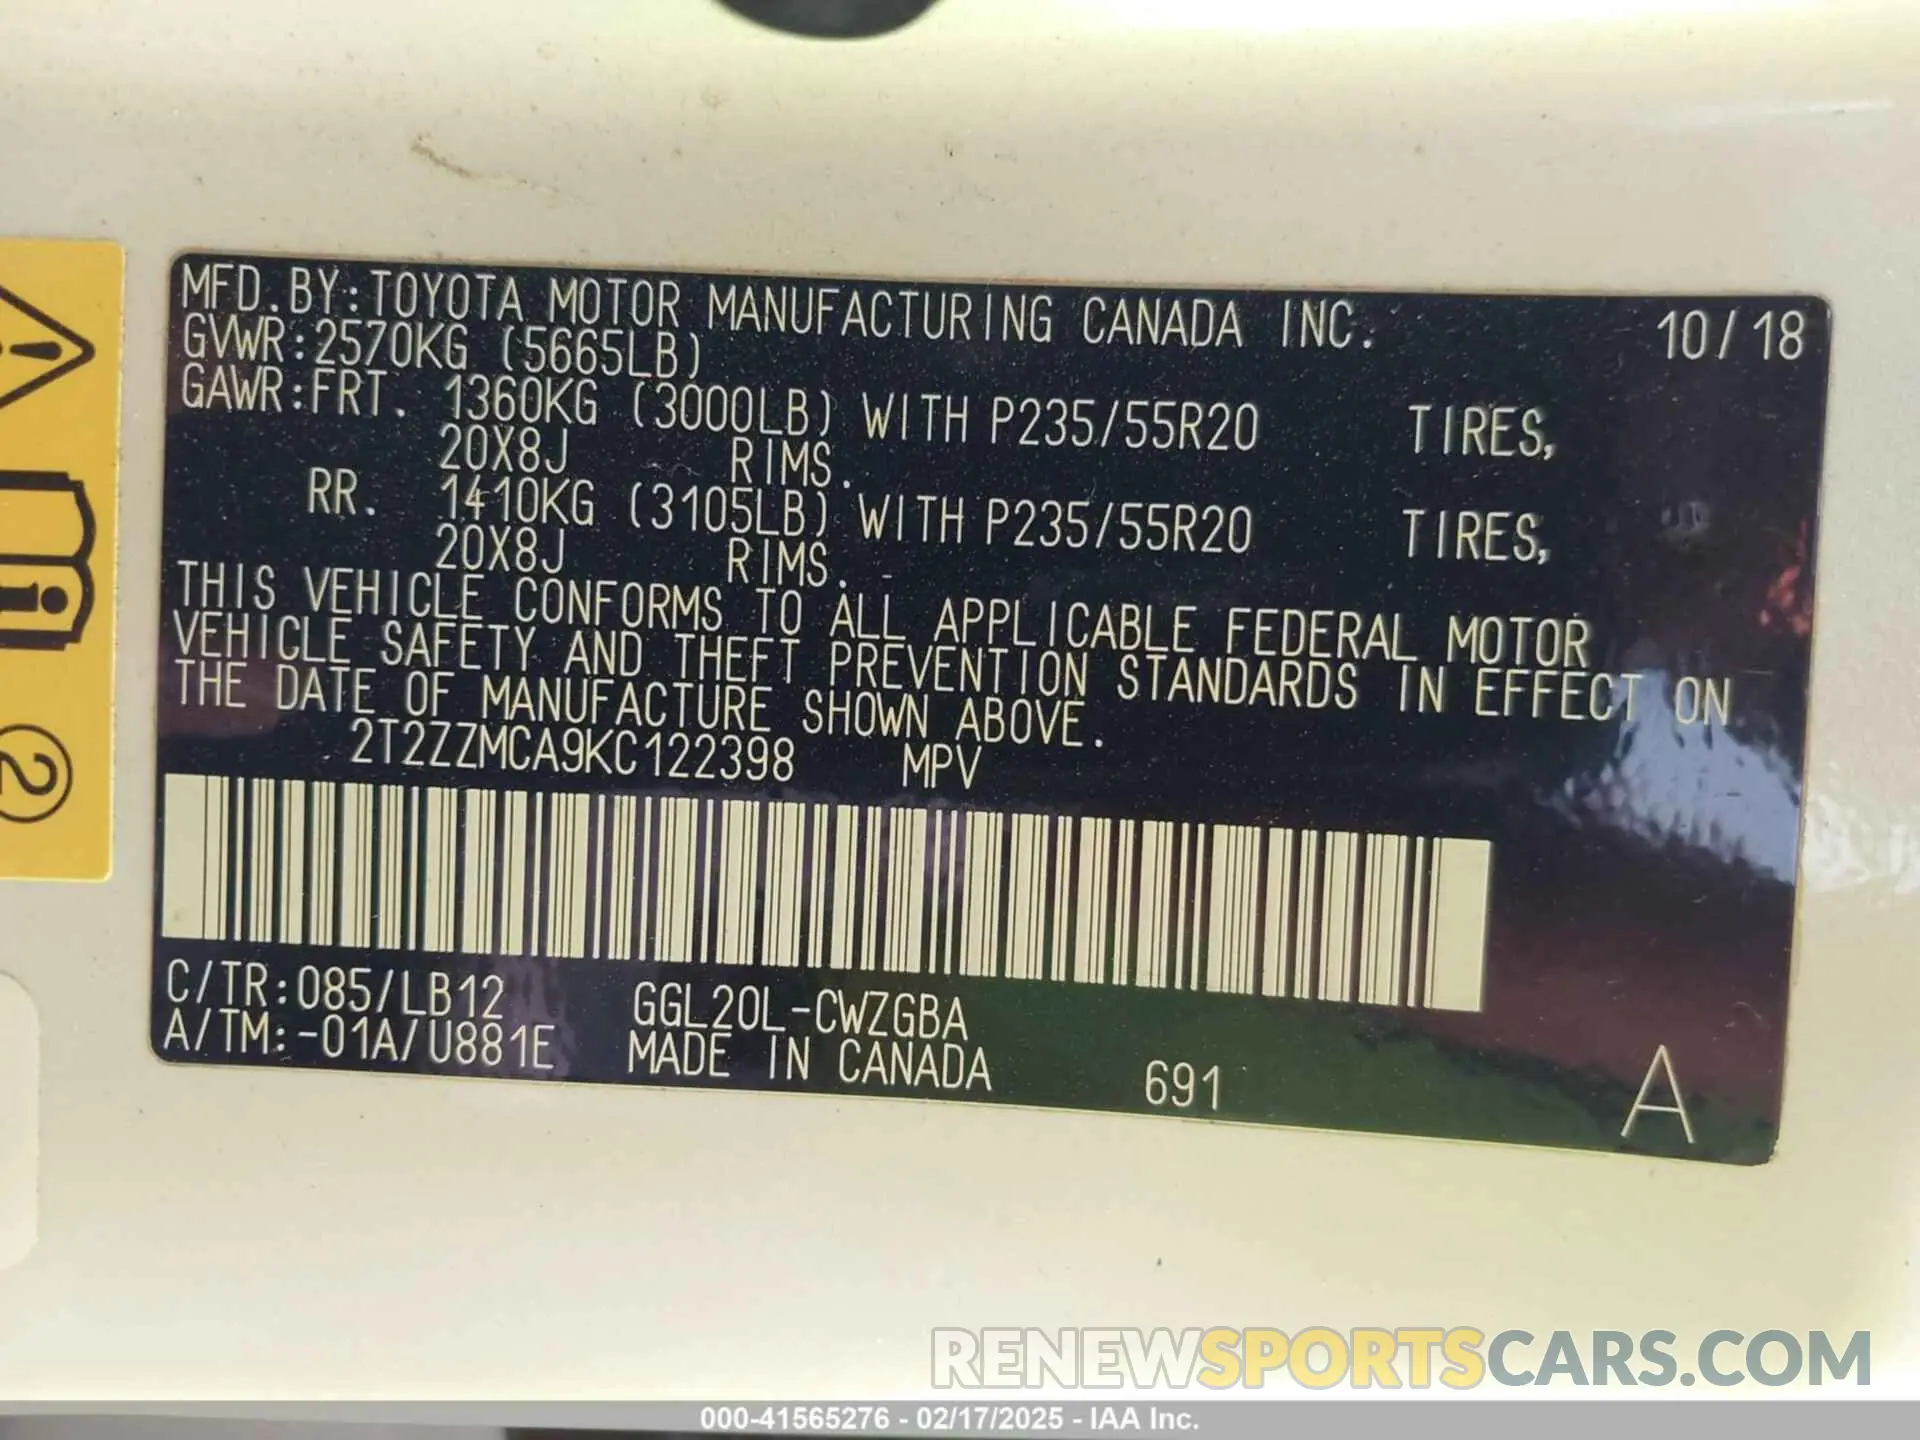 MFD. BY: TOYOTA MOTOR MANUFACTURING CANADA INC. 10/18
GVWR: 2570KG (5665LB)
GAWR: FRT. 1360KG (3000LB) WITH P235/55R20 TIRES,
20X8J RIMS.
RR. 1410KG (3105LB) WITH P235/55R20 TIRES,
20X8J RIMS.
THIS VEHICLE CONFORMS TO ALL APPLICABLE FEDERAL MOTOR
VEHICLE SAFETY AND THEFT PREVENTION STANDARDS IN EFFECT ON
THE DATE OF MANUFACTURE SHOWN ABOVE.
2T2ZZMCA9KC122398 MPV
C/TR: 085/LB12 GGL20L-CWZGBA
A/TM: -01A/U881E MADE IN CANADA 691 A
2
RENEWSPORTSCARS.COM
000-41565276 - 02/17/2025 - IAA Inc.